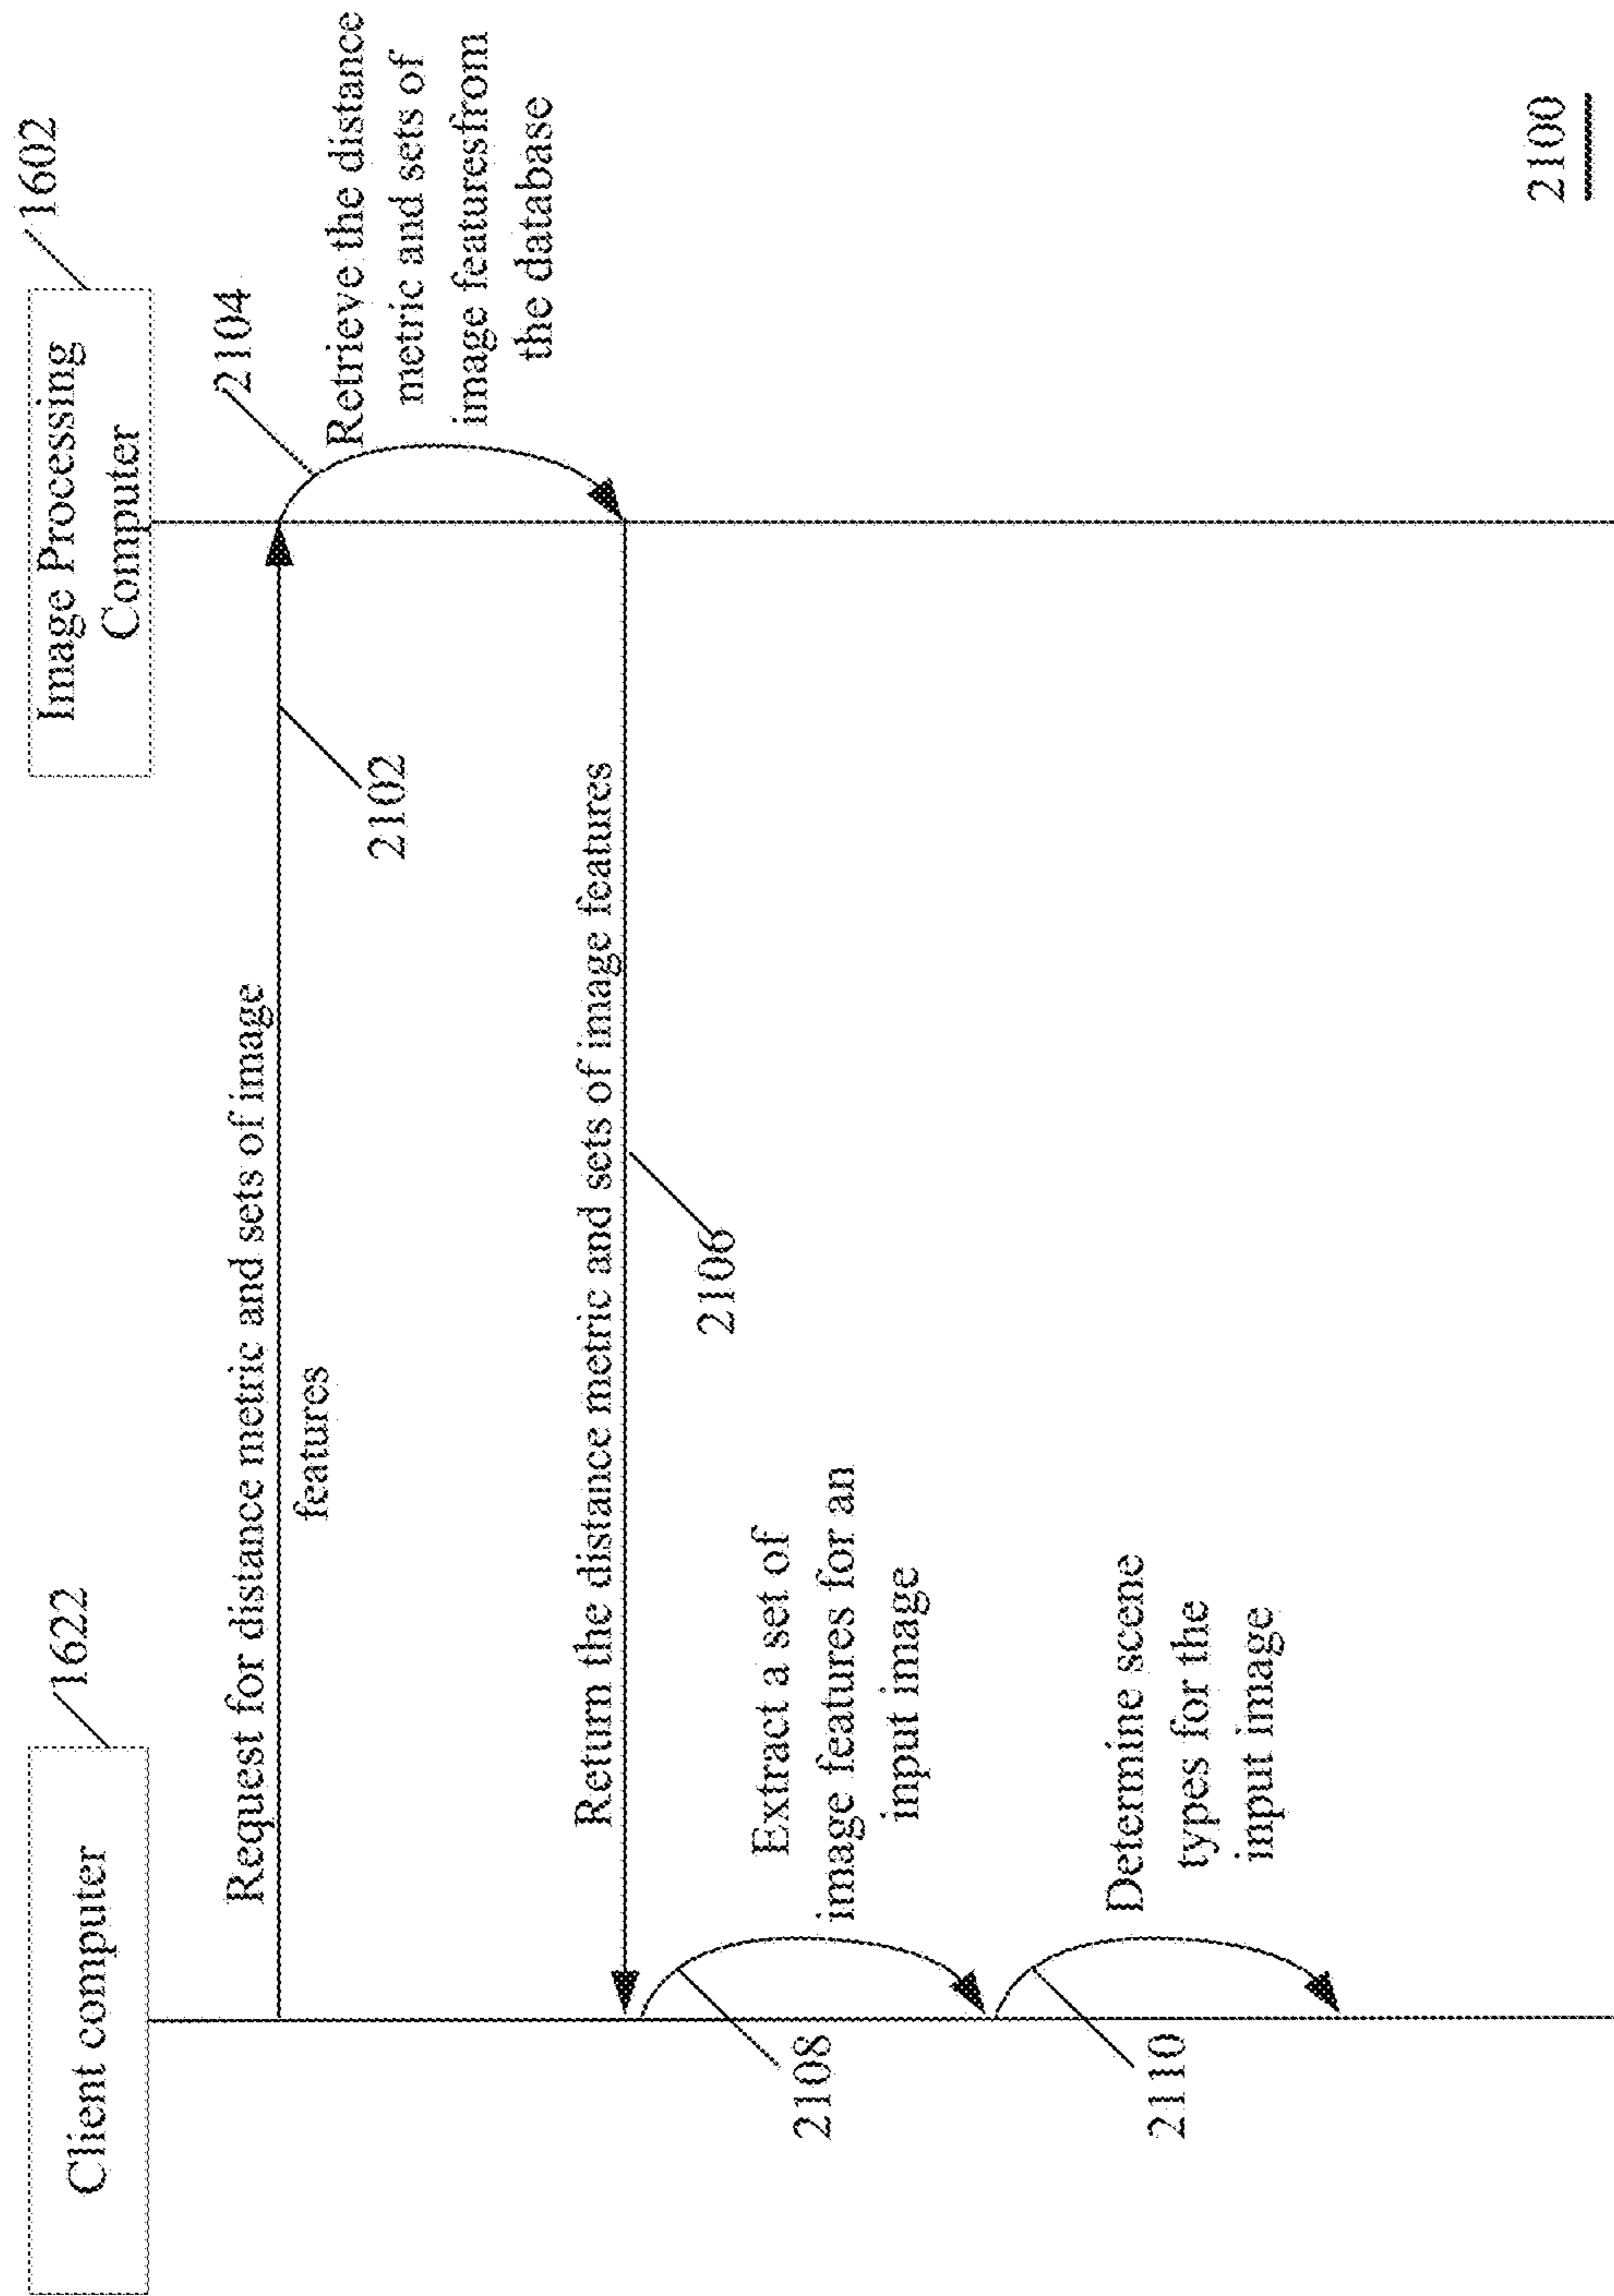 Client computer
1622
Image Processing
Computer
1602
Request for distance metric and sets of image
features
2102
2104
Retrieve the distance
metric and sets of
image featuresfrom
the database
Return the distance metric and sets of image features
2106
Extract a set of
image features for an
input image
2108
Determine scene
types for the
input image
2110
2100